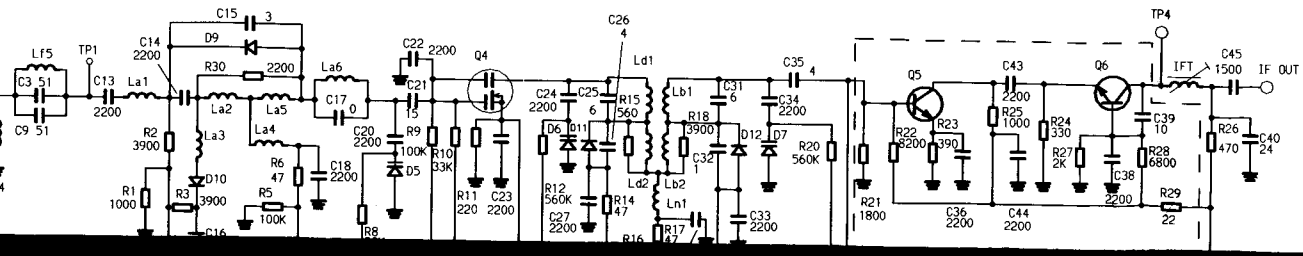 C15 3
D9
C14 2200
R30 2200
Lf5
TP1
C3 51
C9 51
C13 2200
La1
La2
La5
La6
C17 0
C21 15
C22 2200
Q4
R2 3900
La3
La4
R6 47
C18 2200
C20 2200
R9 100K
D5
R10 33K
R1 1000
R3
D10
3900
R5
100K
C16
R8
R11 220
C23 2200
C24 2200
C25 6
C26 4
R15 560
D6
D11
R12 560K
C27 2200
R14 47
R16
Ld1
Ld2
Lb1
Lb2
Ln1
R17 47
R18 3900
C31 6
C32 1
D12
C33 2200
C34 2200
D7
C35 4
R20 560K
R21 1800
R22 8200
Q5
R23 390
C36 2200
R25 1000
C43 2200
C44 2200
R24 330
R27 2K
Q6
C38 2200
C39 10
R28 6800
R29 22
TP4
IFT
C45 1500
IF OUT
R26 470
C40 24